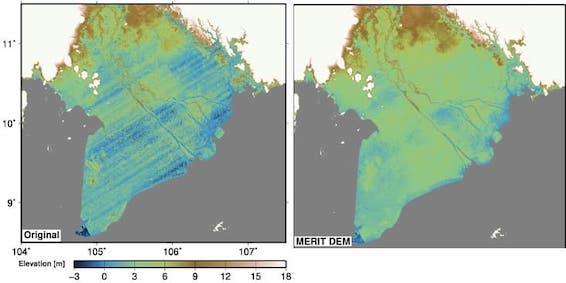 11°
10°
9°
Original
MERIT DEM
104° 105° 106° 107°
Elevation [m]
−3 0 3 6 9 12 15 18